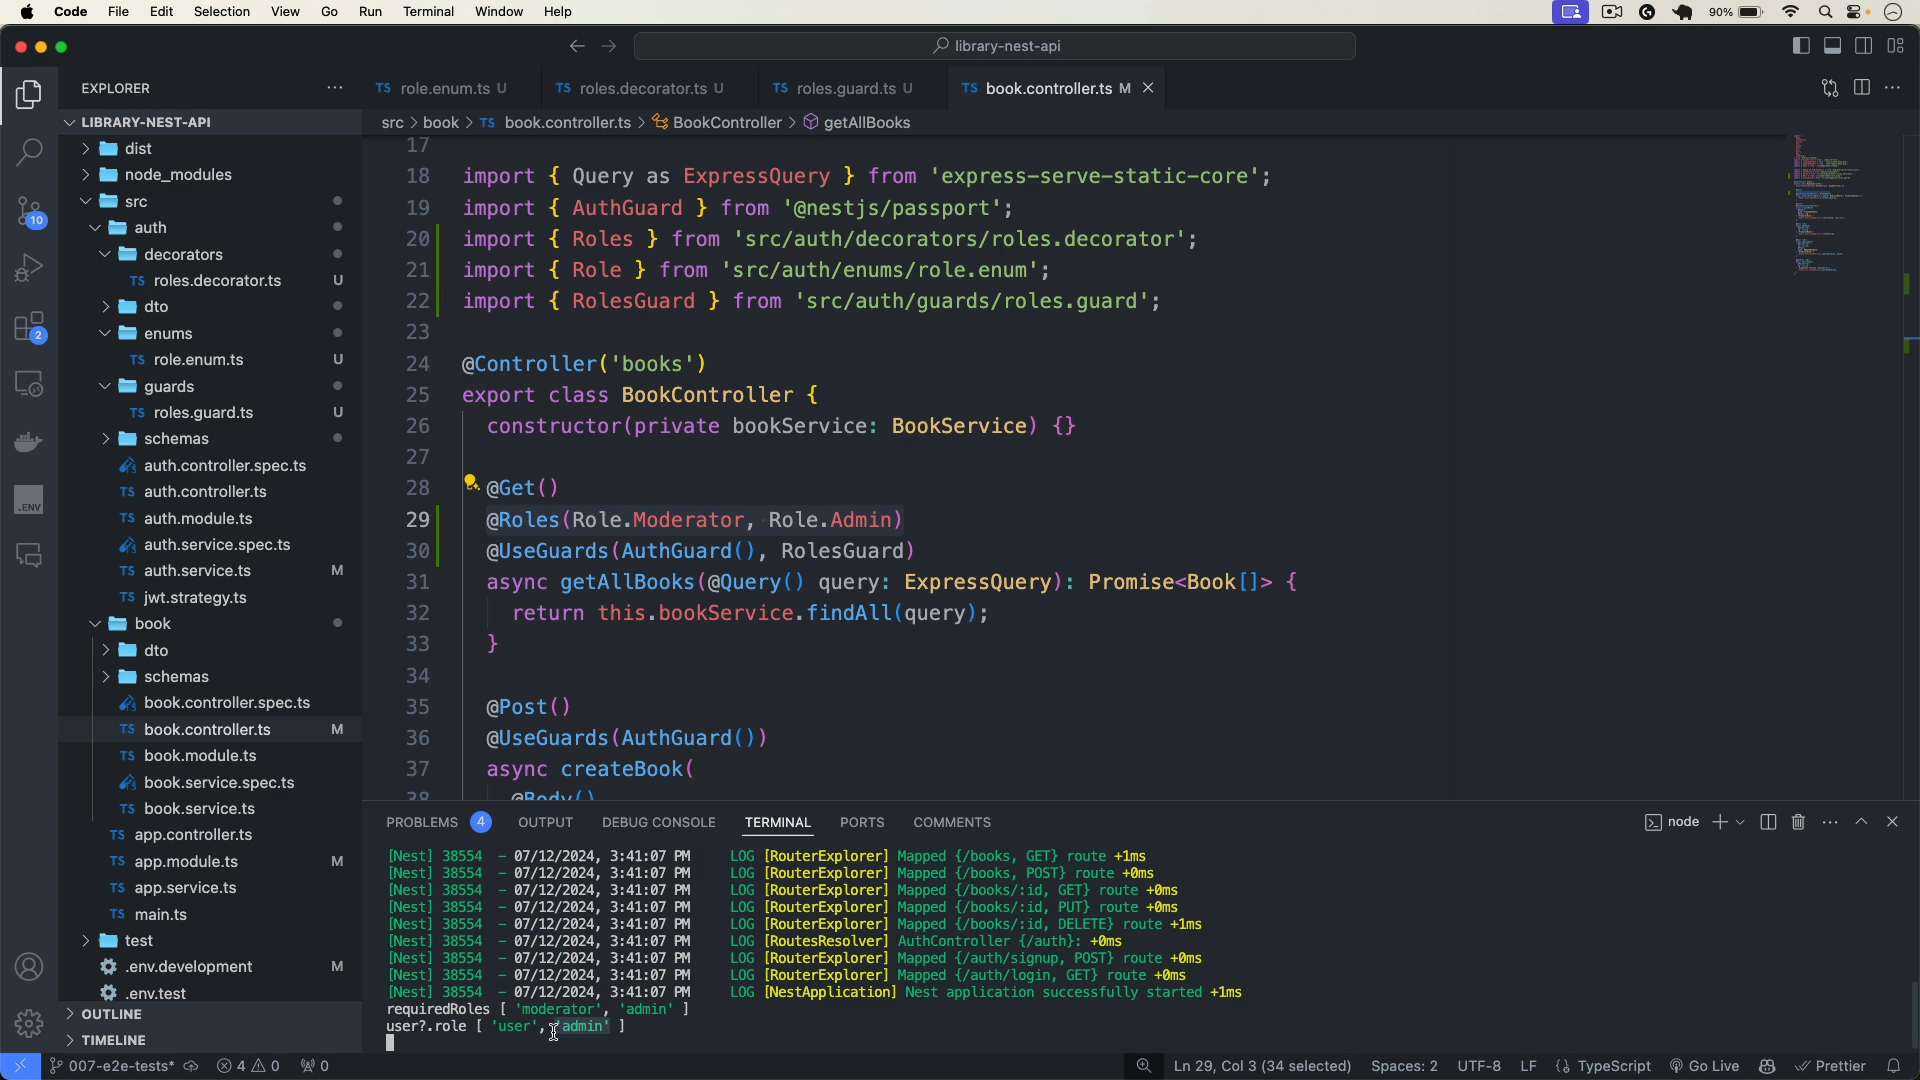 Code File Edit Selection View Go Run Terminal Window Help 90%
library-nest-api
EXPLORER
TS role.enum.ts U TS roles.decorator.ts U TS roles.guard.ts U TS book.controller.ts M
LIBRARY-NEST-API
src > book > TS book.controller.ts > BookController > getAllBooks
dist
node_modules
src
auth
decorators
TS roles.decorator.ts U
dto
enums
TS role.enum.ts U
guards
TS roles.guard.ts U
schemas
auth.controller.spec.ts
TS auth.controller.ts
TS auth.module.ts
auth.service.spec.ts
TS auth.service.ts M
TS jwt.strategy.ts
book
dto
schemas
book.controller.spec.ts
TS book.controller.ts M
TS book.module.ts
book.service.spec.ts
TS book.service.ts
TS app.controller.ts
TS app.module.ts M
TS app.service.ts
TS main.ts
test
.env.development M
.env.test
OUTLINE
TIMELINE
10
2
.ENV
17
18 import { Query as ExpressQuery } from 'express-serve-static-core';
19 import { AuthGuard } from '@nestjs/passport';
20 import { Roles } from 'src/auth/decorators/roles.decorator';
21 import { Role } from 'src/auth/enums/role.enum';
22 import { RolesGuard } from 'src/auth/guards/roles.guard';
23
24 @Controller('books')
25 export class BookController {
26 constructor(private bookService: BookService) {}
27
28 @Get()
29 @Roles(Role.Moderator, Role.Admin)
30 @UseGuards(AuthGuard(), RolesGuard)
31 async getAllBooks(@Query() query: ExpressQuery): Promise<Book[]> {
32 return this.bookService.findAll(query);
33 }
34
35 @Post()
36 @UseGuards(AuthGuard())
37 async createBook(
38 @Body()
PROBLEMS 4 OUTPUT DEBUG CONSOLE TERMINAL PORTS COMMENTS node
[Nest] 38554 - 07/12/2024, 3:41:07 PM LOG [RouterExplorer] Mapped {/books, GET} route +1ms
[Nest] 38554 - 07/12/2024, 3:41:07 PM LOG [RouterExplorer] Mapped {/books, POST} route +0ms
[Nest] 38554 - 07/12/2024, 3:41:07 PM LOG [RouterExplorer] Mapped {/books/:id, GET} route +0ms
[Nest] 38554 - 07/12/2024, 3:41:07 PM LOG [RouterExplorer] Mapped {/books/:id, PUT} route +0ms
[Nest] 38554 - 07/12/2024, 3:41:07 PM LOG [RouterExplorer] Mapped {/books/:id, DELETE} route +1ms
[Nest] 38554 - 07/12/2024, 3:41:07 PM LOG [RoutesResolver] AuthController {/auth}: +0ms
[Nest] 38554 - 07/12/2024, 3:41:07 PM LOG [RouterExplorer] Mapped {/auth/signup, POST} route +0ms
[Nest] 38554 - 07/12/2024, 3:41:07 PM LOG [RouterExplorer] Mapped {/auth/login, GET} route +0ms
[Nest] 38554 - 07/12/2024, 3:41:07 PM LOG [NestApplication] Nest application successfully started +1ms
requiredRoles [ 'moderator', 'admin' ]
user?.role [ 'user', 'admin' ]
007-e2e-tests* 4 0 0 Ln 29, Col 3 (34 selected) Spaces: 2 UTF-8 LF {} TypeScript Go Live Prettier